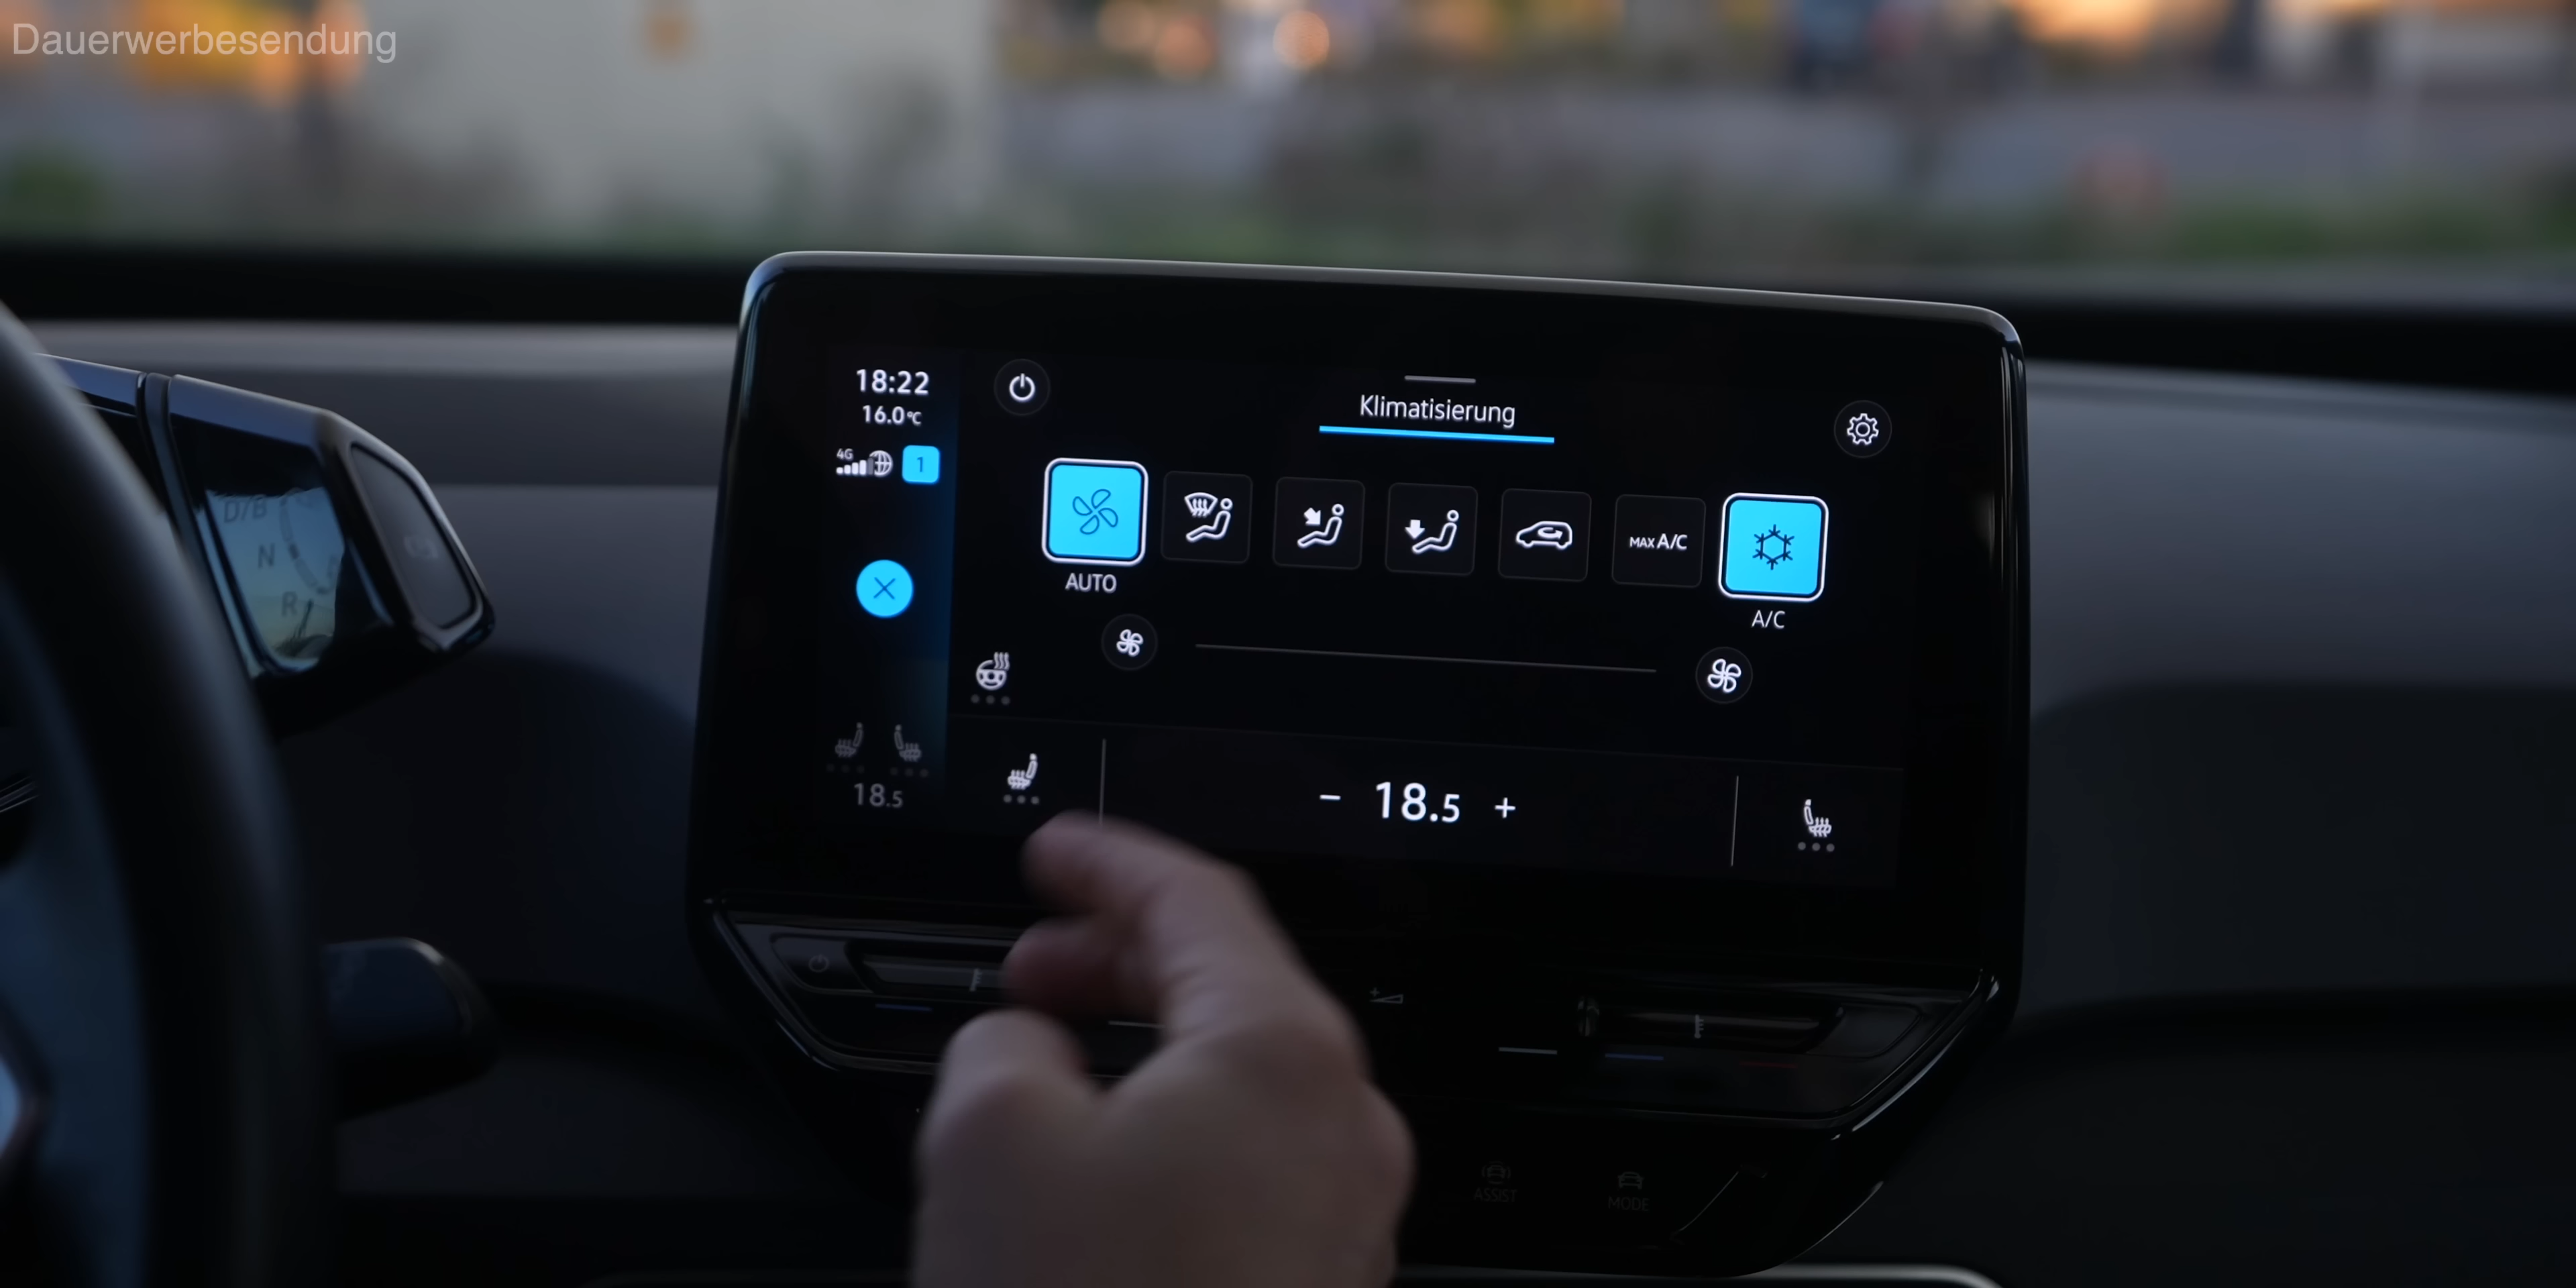 Dauerwerbesendung
18:22
16.0°C
4G
1
Klimatisierung
AUTO
MAX A/C
A/C
18.5
- 18.5 +
D/B
N
R
ASSIST
MODE